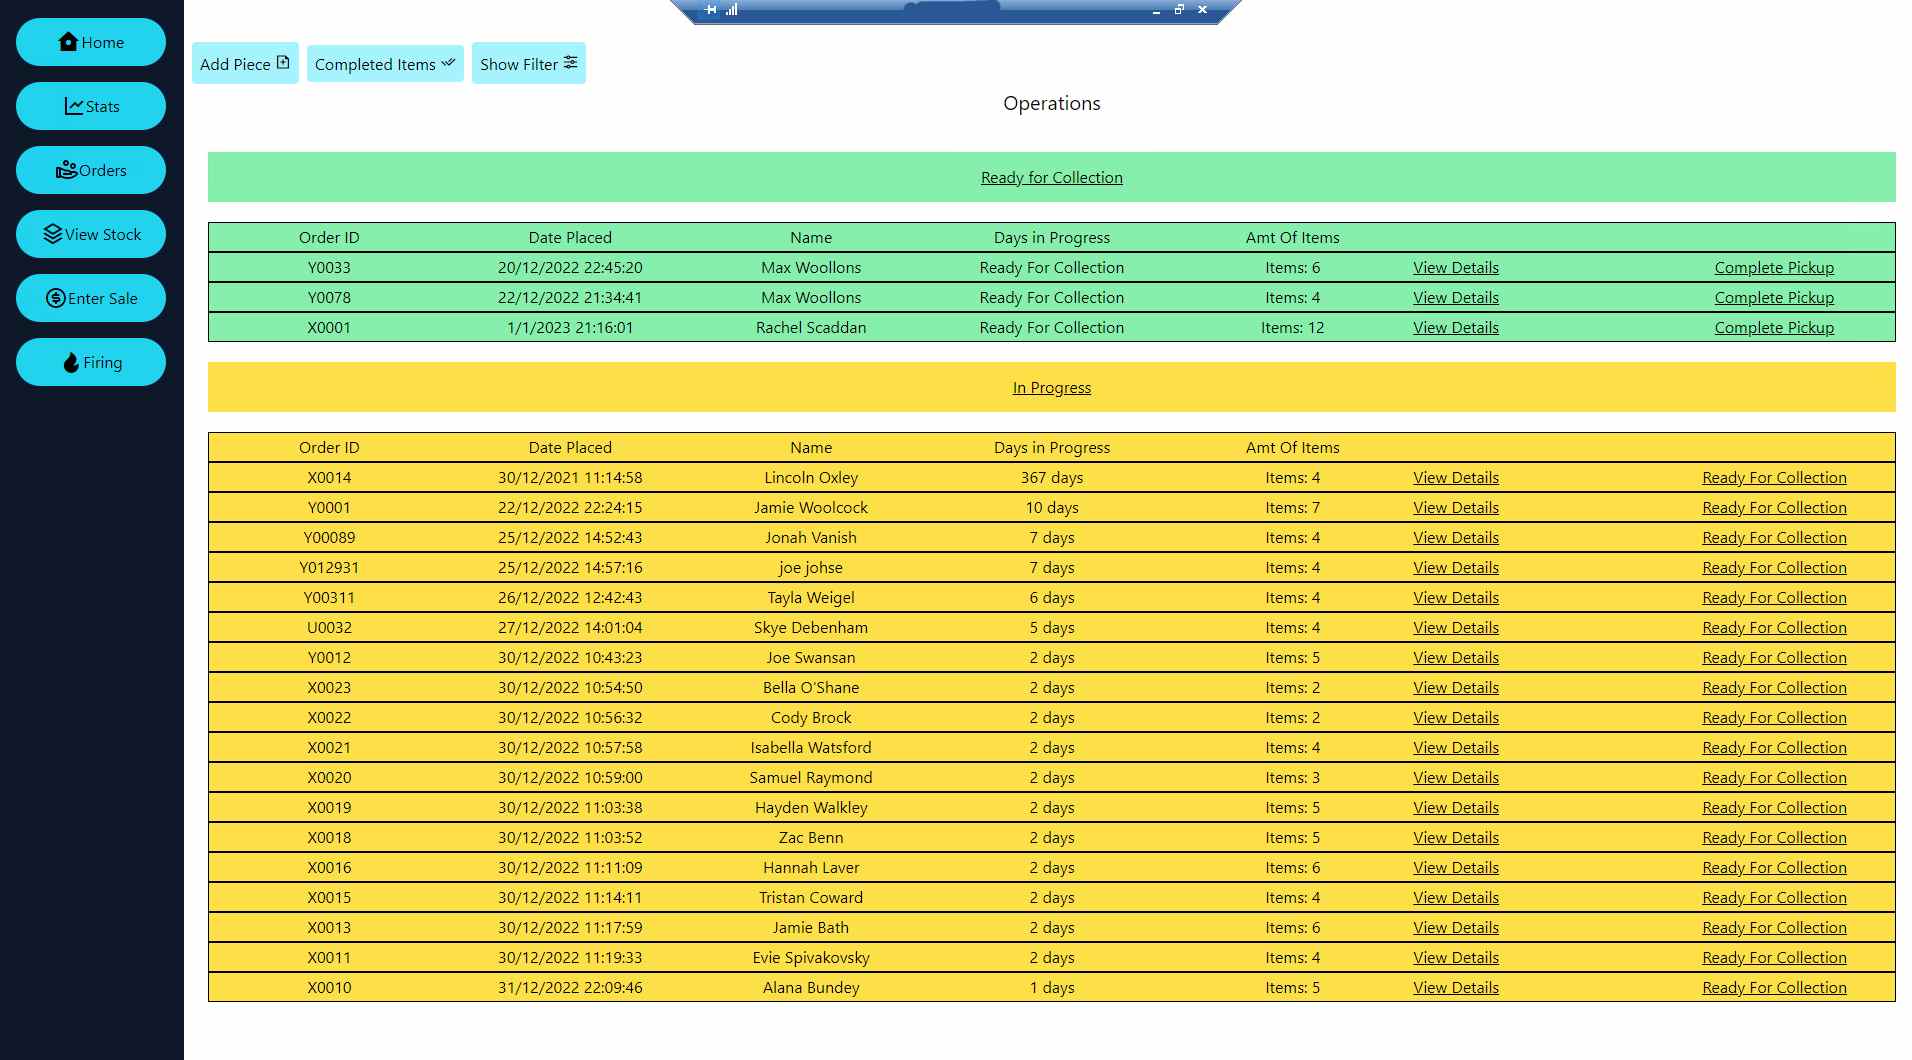 Home
Stats
Orders
View Stock
Enter Sale
Firing
Add Piece Completed Items Show Filter
Operations
Ready for Collection
Order ID Date Placed Name Days in Progress Amt Of Items
Y0033 20/12/2022 22:45:20 Max Woollons Ready For Collection Items: 6 View Details Complete Pickup
Y0078 22/12/2022 21:34:41 Max Woollons Ready For Collection Items: 4 View Details Complete Pickup
X0001 1/1/2023 21:16:01 Rachel Scaddan Ready For Collection Items: 12 View Details Complete Pickup
In Progress
Order ID Date Placed Name Days in Progress Amt Of Items
X0014 30/12/2021 11:14:58 Lincoln Oxley 367 days Items: 4 View Details Ready For Collection
Y0001 22/12/2022 22:24:15 Jamie Woolcock 10 days Items: 7 View Details Ready For Collection
Y00089 25/12/2022 14:52:43 Jonah Vanish 7 days Items: 4 View Details Ready For Collection
Y012931 25/12/2022 14:57:16 joe johse 7 days Items: 4 View Details Ready For Collection
Y00311 26/12/2022 12:42:43 Tayla Weigel 6 days Items: 4 View Details Ready For Collection
U0032 27/12/2022 14:01:04 Skye Debenham 5 days Items: 4 View Details Ready For Collection
Y0012 30/12/2022 10:43:23 Joe Swansan 2 days Items: 5 View Details Ready For Collection
X0023 30/12/2022 10:54:50 Bella O'Shane 2 days Items: 2 View Details Ready For Collection
X0022 30/12/2022 10:56:32 Cody Brock 2 days Items: 2 View Details Ready For Collection
X0021 30/12/2022 10:57:58 Isabella Watsford 2 days Items: 4 View Details Ready For Collection
X0020 30/12/2022 10:59:00 Samuel Raymond 2 days Items: 3 View Details Ready For Collection
X0019 30/12/2022 11:03:38 Hayden Walkley 2 days Items: 5 View Details Ready For Collection
X0018 30/12/2022 11:03:52 Zac Benn 2 days Items: 5 View Details Ready For Collection
X0016 30/12/2022 11:11:09 Hannah Laver 2 days Items: 6 View Details Ready For Collection
X0015 30/12/2022 11:14:11 Tristan Coward 2 days Items: 4 View Details Ready For Collection
X0013 30/12/2022 11:17:59 Jamie Bath 2 days Items: 6 View Details Ready For Collection
X0011 30/12/2022 11:19:33 Evie Spivakovsky 2 days Items: 4 View Details Ready For Collection
X0010 31/12/2022 22:09:46 Alana Bundey 1 days Items: 5 View Details Ready For Collection